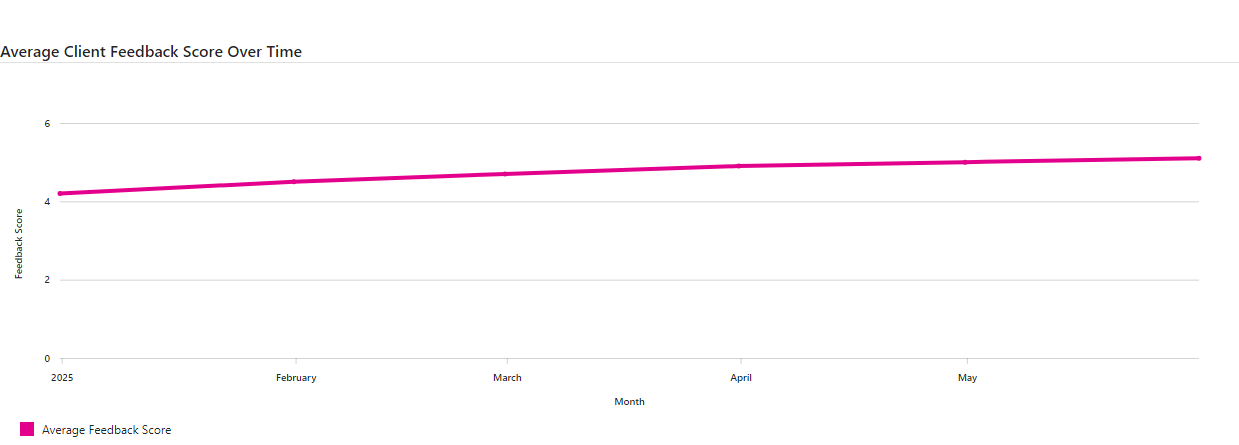 Average Client Feedback Score Over Time
6
4
2
0
Feedback Score
2025 February March April May
Month
Average Feedback Score